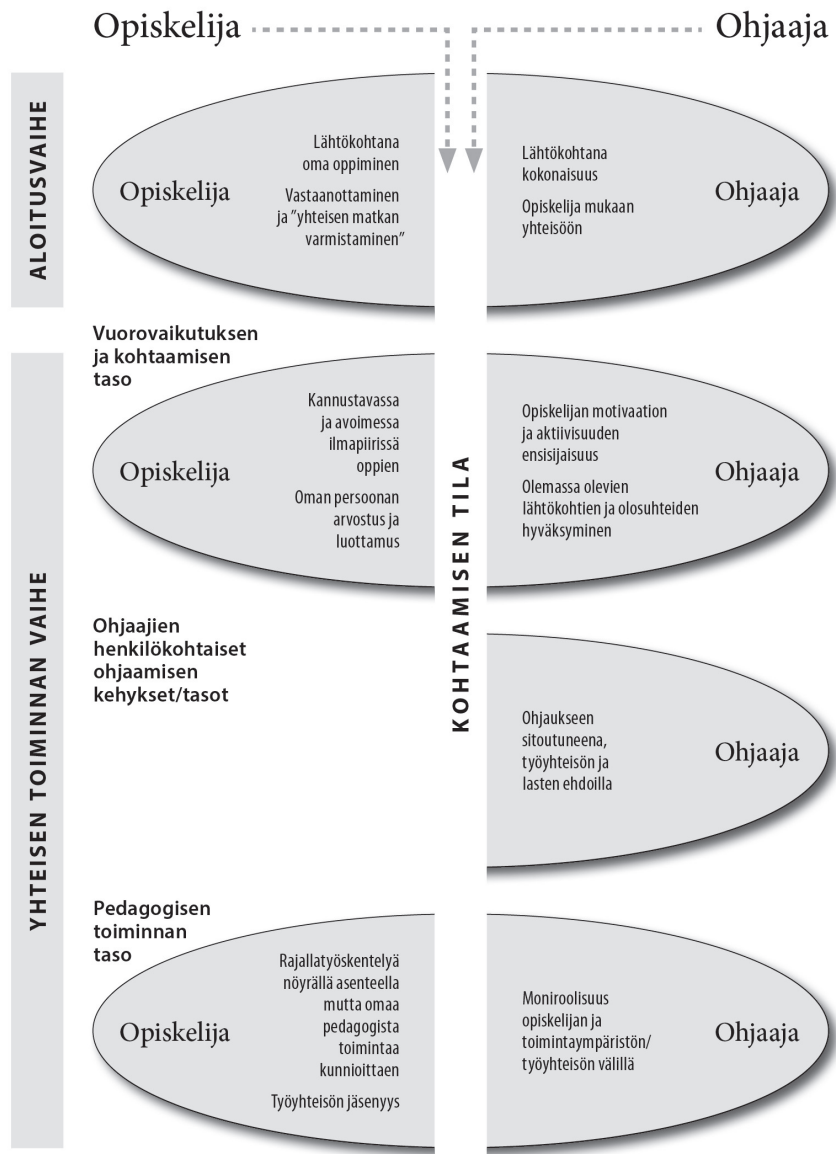 Opiskelija
Ohjaaja
ALOITUSVAIHE
Opiskelija
Lähtökohtana
oma oppiminen
Vastaanottaminen
ja ”yhteisen matkan
varmistaminen”
Lähtökohtana
kokonaisuus
Opiskelija mukaan
yhteisöön
Ohjaaja
YHTEISEN TOIMINNAN VAIHE
KOHTAAMISEN TILA
Vuorovaikutuksen
ja kohtaamisen
taso
Opiskelija
Kannustavassa
ja avoimessa
ilmapiirissä
oppien
Oman persoonan
arvostus ja
luottamus
Opiskelijan motivaation
ja aktiivisuuden
ensisijaisuus
Olemassa olevien
lähtökohtien ja olosuhteiden
hyväksyminen
Ohjaaja
Ohjaajien
henkilökohtaiset
ohjaamisen
kehykset/tasot
Ohjaukseen
sitoutuneena,
työyhteisön ja
lasten ehdoilla
Ohjaaja
Pedagogisen
toiminnan
taso
Opiskelija
Rajallatyöskentelyä
nöyrällä asenteella
mutta omaa
pedagogista
toimintaa
kunnioittaen
Työyhteisön jäsenyys
Moniroolisuus
opiskelijan ja
toimintaympäristön/
työyhteisön välillä
Ohjaaja